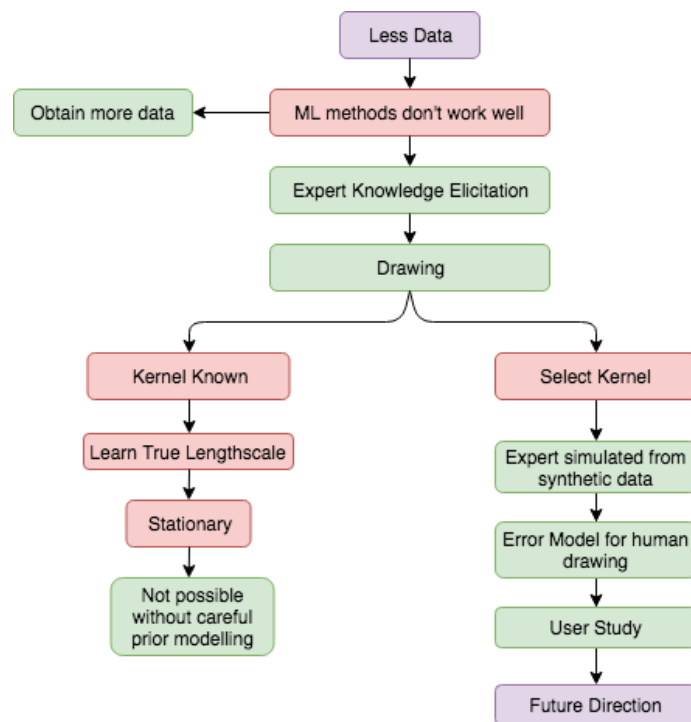 Less Data
Obtain more data
ML methods don't work well
Expert Knowledge Elicitation
Drawing
Kernel Known
Select Kernel
Learn True Lengthscale
Expert simulated from
synthetic data
Stationary
Error Model for human
drawing
Not possible
without careful
prior modelling
User Study
Future Direction